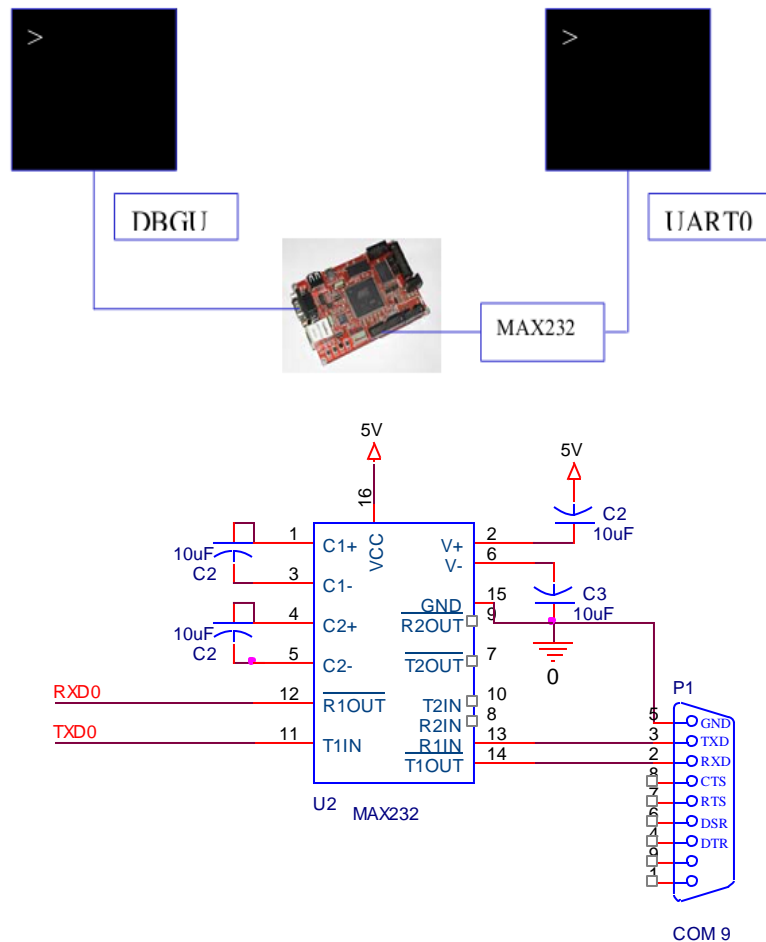 >
>
DBGU
UART0
MAX232
5V
5V
16
1
C1+
VCC
V+
2
C2
10uF
10uF
C2
3
C1-
V-
6
4
C2+
GND
15
C3
10uF
R2OUT
9
10uF
C2
5
C2-
T2OUT
7
0
RXD0
12
R1OUT
T2IN
10
P1
R2IN
8
5
GND
TXD0
11
T1IN
R1IN
13
3
TXD
T1OUT
14
2
RXD
8
CTS
U2
MAX232
7
RTS
6
DSR
4
DTR
9
1
COM 9